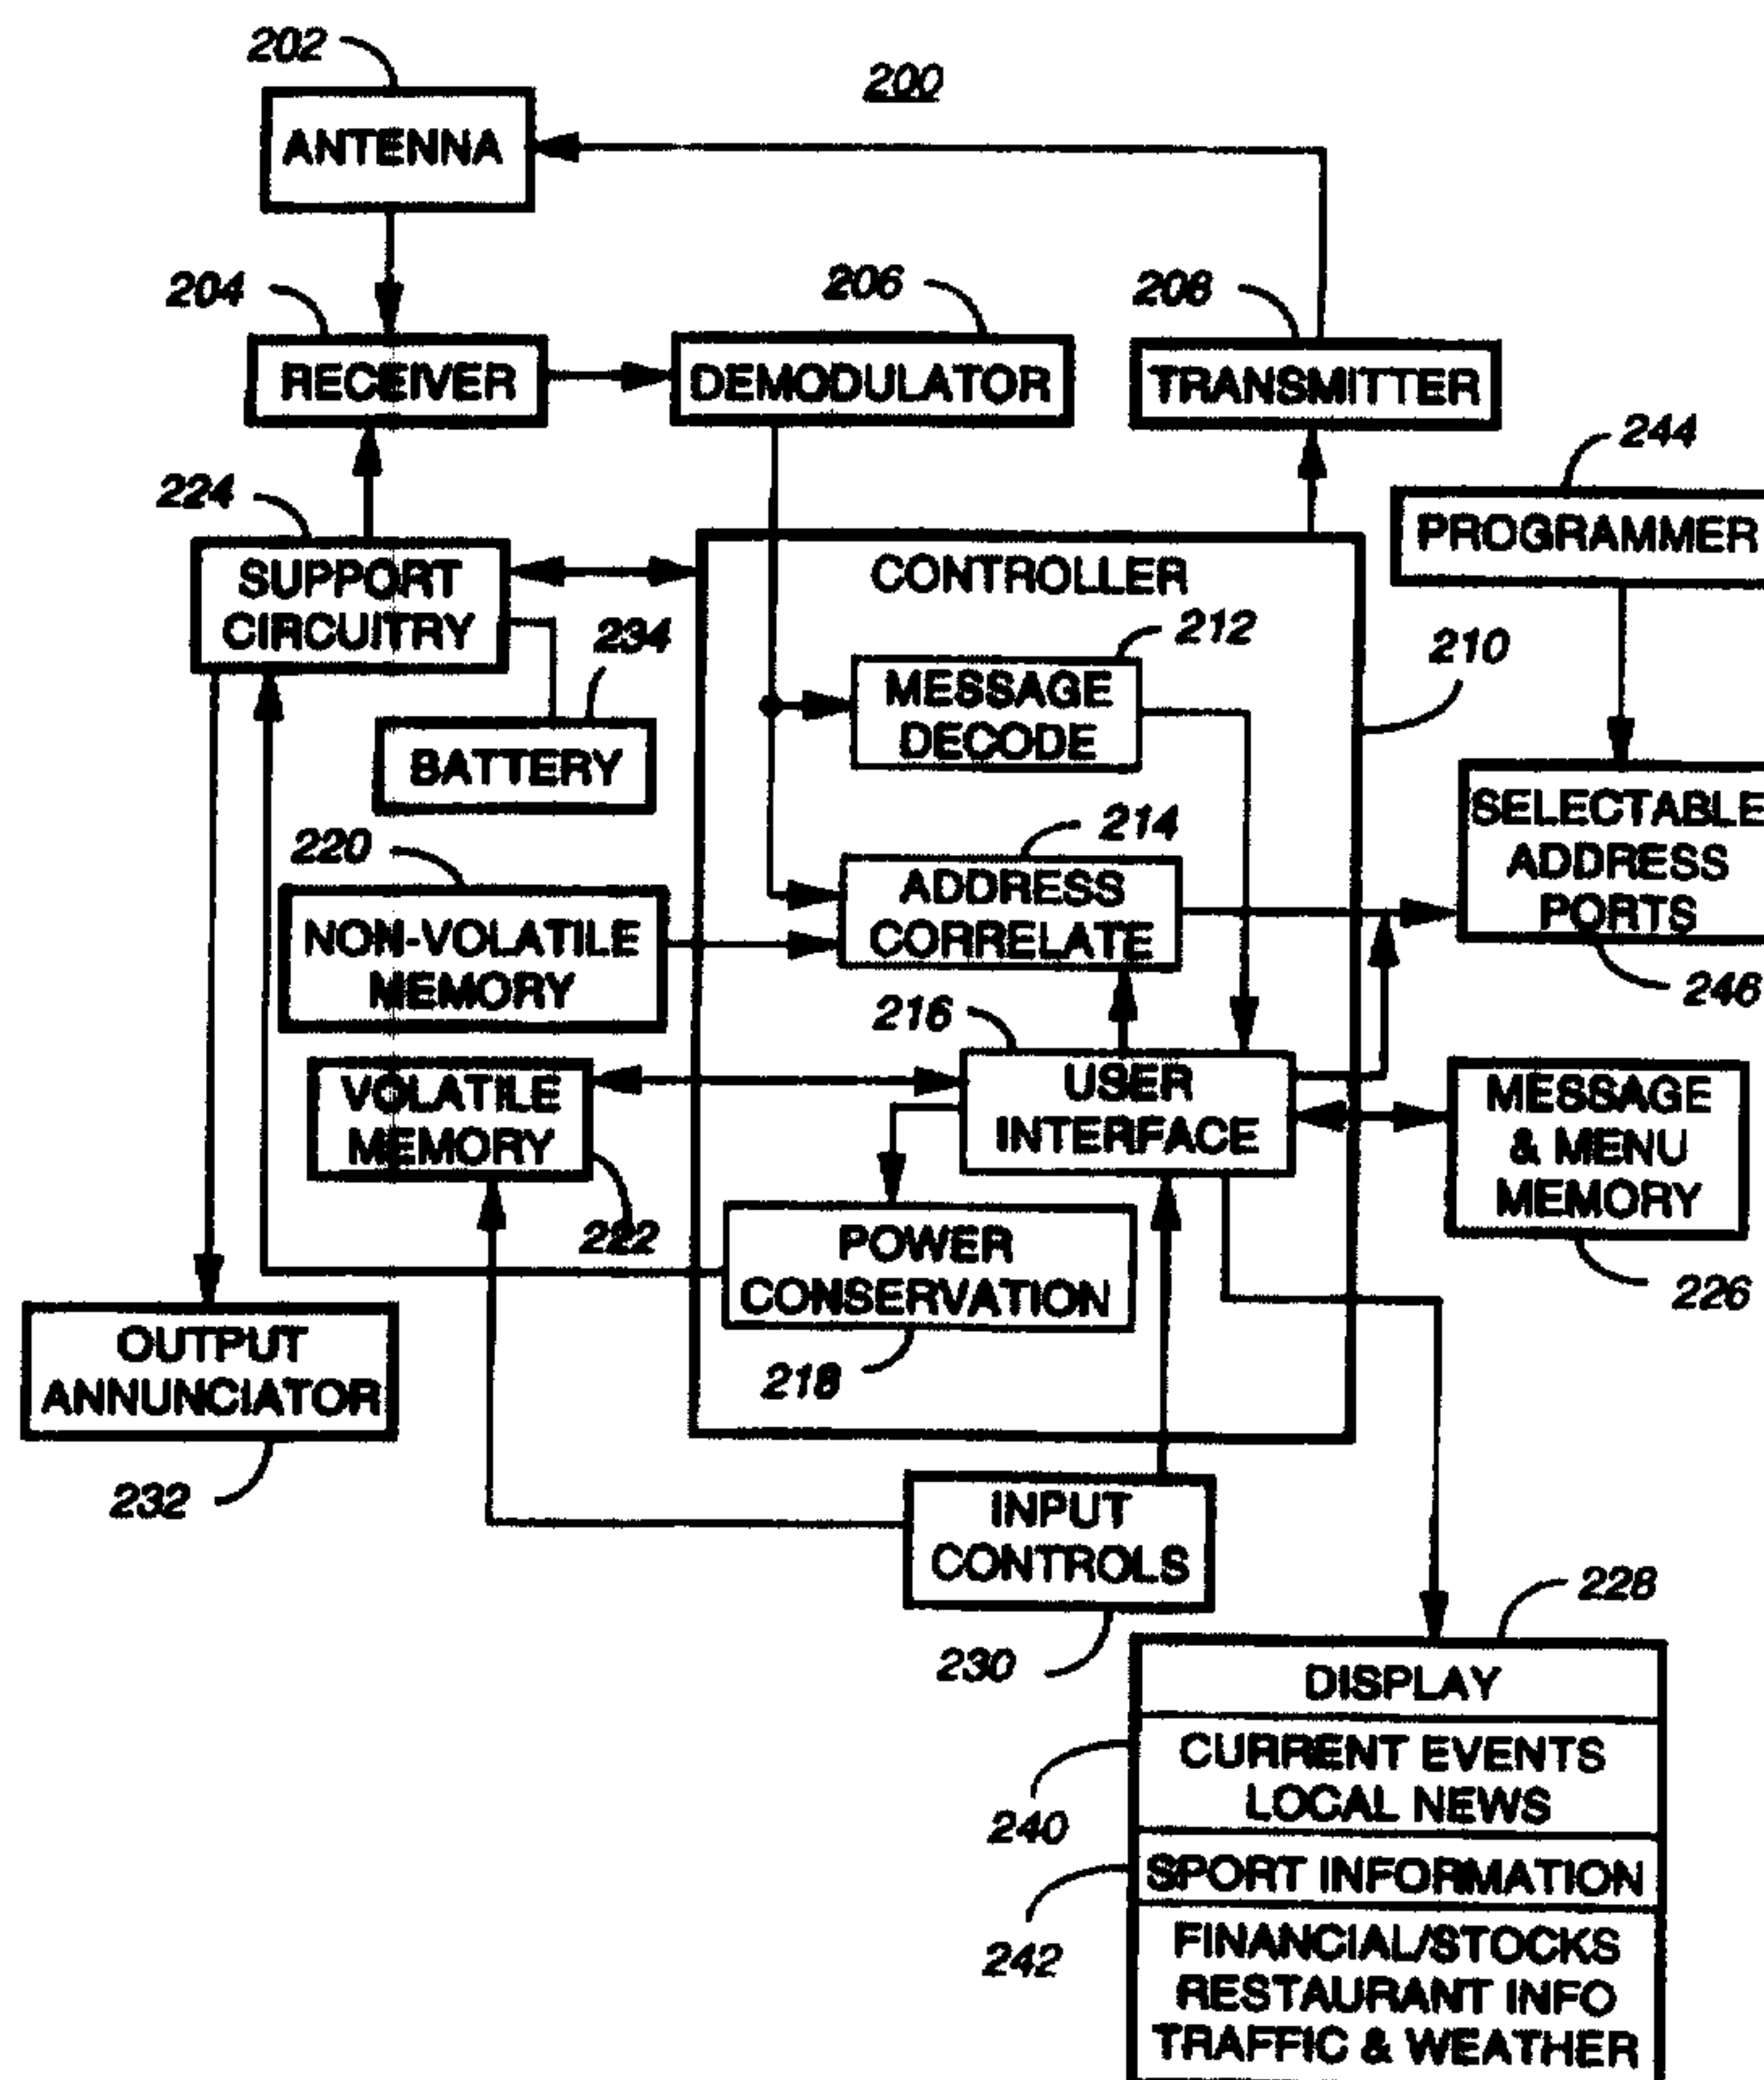 202
200
ANTENNA
204
206
208
RECEIVER
DEMODULATOR
TRANSMITTER
244
224
PROGRAMMER
SUPPORT
CIRCUITRY
CONTROLLER
234
212
210
MESSAGE
DECODE
BATTERY
220
214
SELECTABLE
ADDRESS
PORTS
ADDRESS
CORRELATE
NON-VOLATILE
MEMORY
246
216
VOLATILE
MEMORY
USER
INTERFACE
MESSAGE
& MENU
MEMORY
222
POWER
CONSERVATION
226
OUTPUT
ANNUNCIATOR
218
232
INPUT
CONTROLS
228
230
DISPLAY
CURRENT EVENTS
LOCAL NEWS
240
SPORT INFORMATION
242
FINANCIAL/STOCKS
RESTAURANT INFO
TRAFFIC & WEATHER